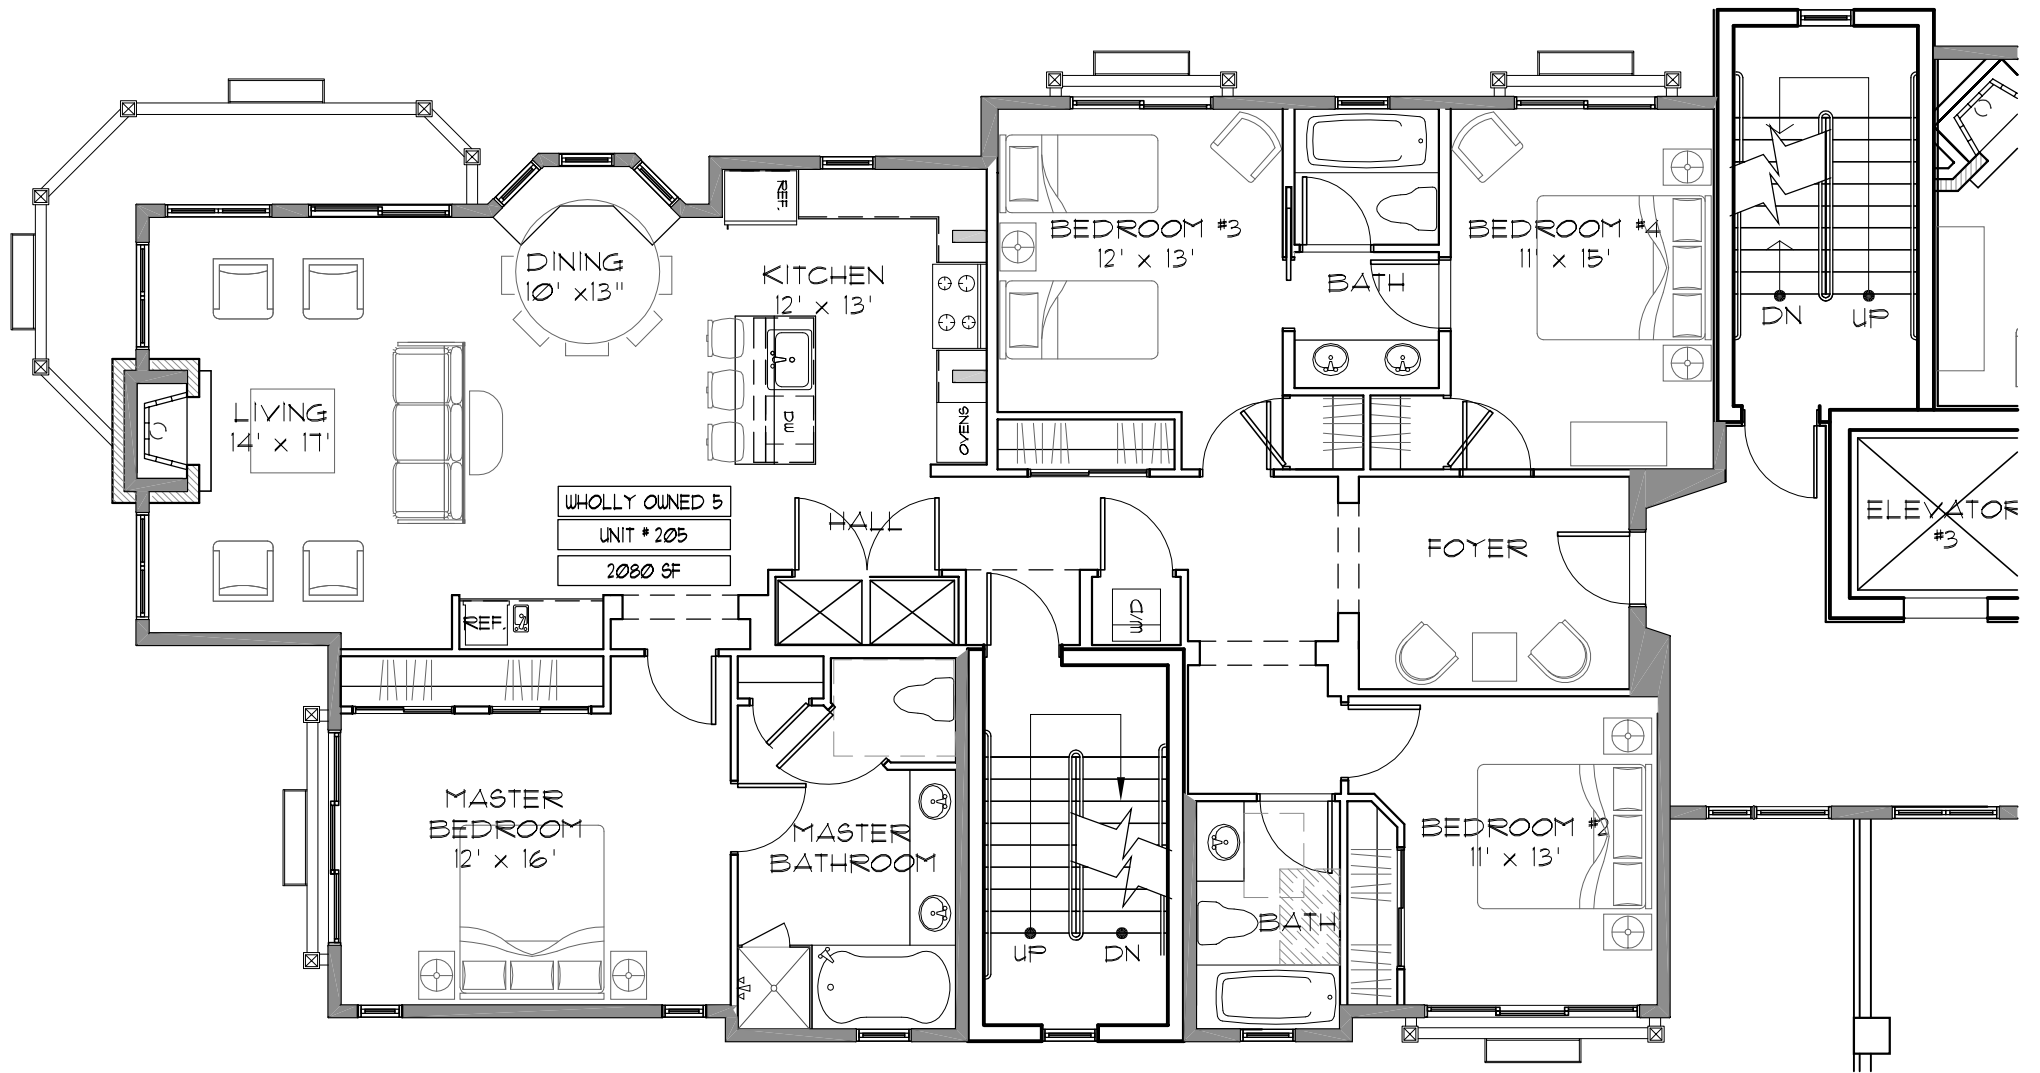 REF.
DINING
10' x13"
KITCHEN
12' x 13'
BEDROOM #3
12' x 13'
BATH
BEDROOM #4
11' x 15'
DN
UP
LIVING
14' x 17'
DW
OVENS
WHOLLY OWNED 5
UNIT # 205
2080 SF
HALL
FOYER
ELEVATOR
#3
REF.
W/D
MASTER
BEDROOM
12' x 16'
MASTER
BATHROOM
UP
DN
BATH
BEDROOM #2
11' x 13'